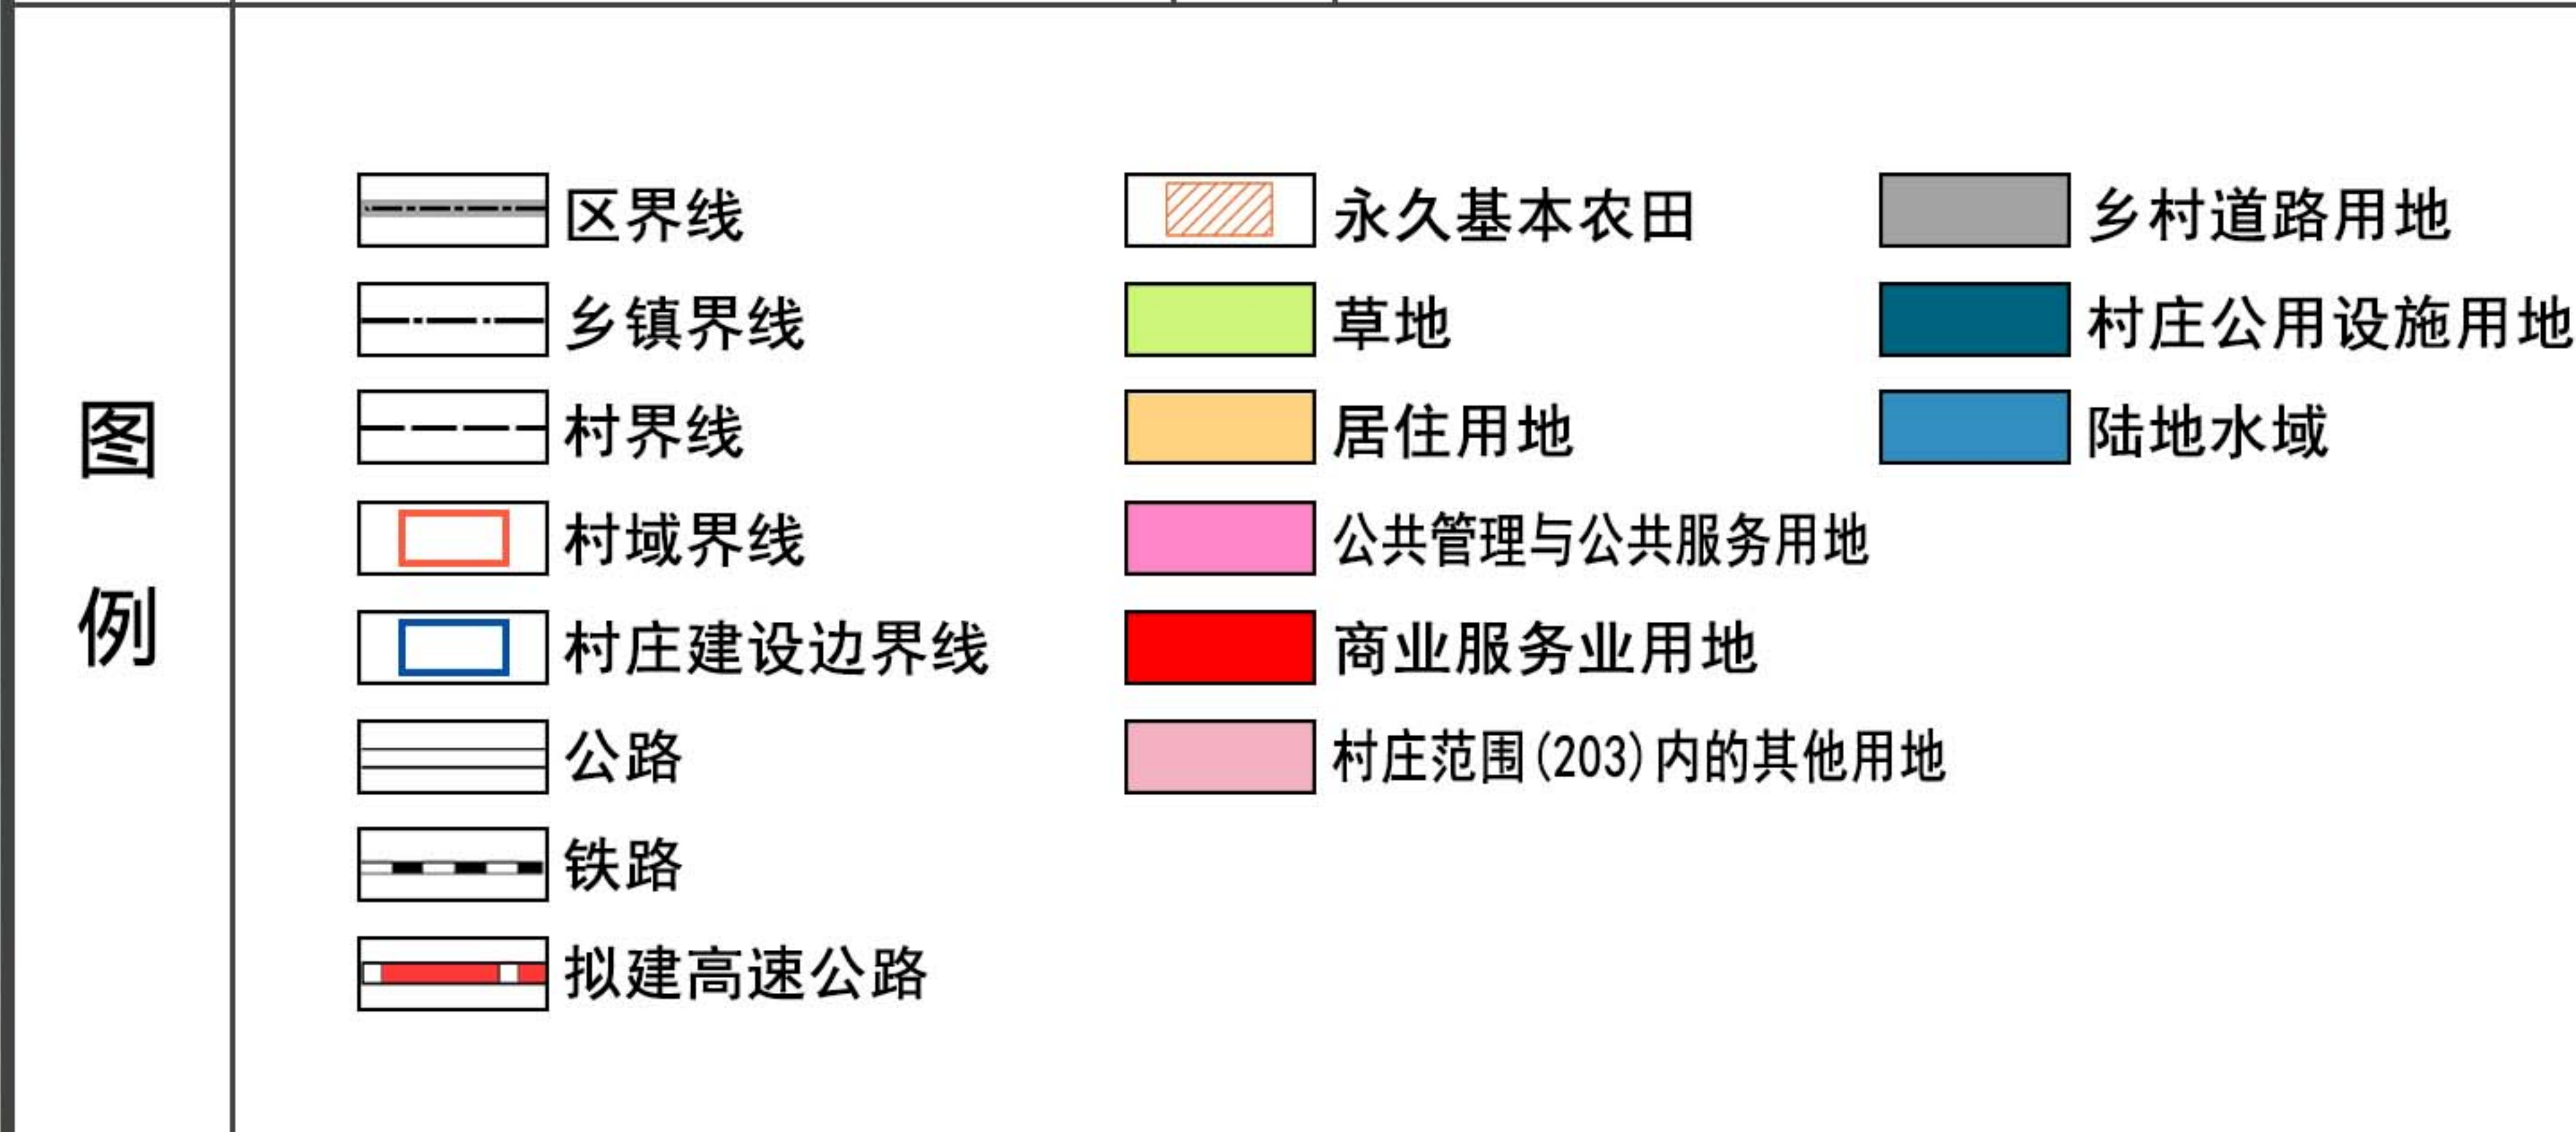 图例
区界线
乡镇界线
村界线
村域界线
村庄建设边界线
公路
铁路
拟建高速公路
永久基本农田
草地
居住用地
公共管理与公共服务用地
商业服务业用地
村庄范围(203)内的其他用地
乡村道路用地
村庄公用设施用地
陆地水域